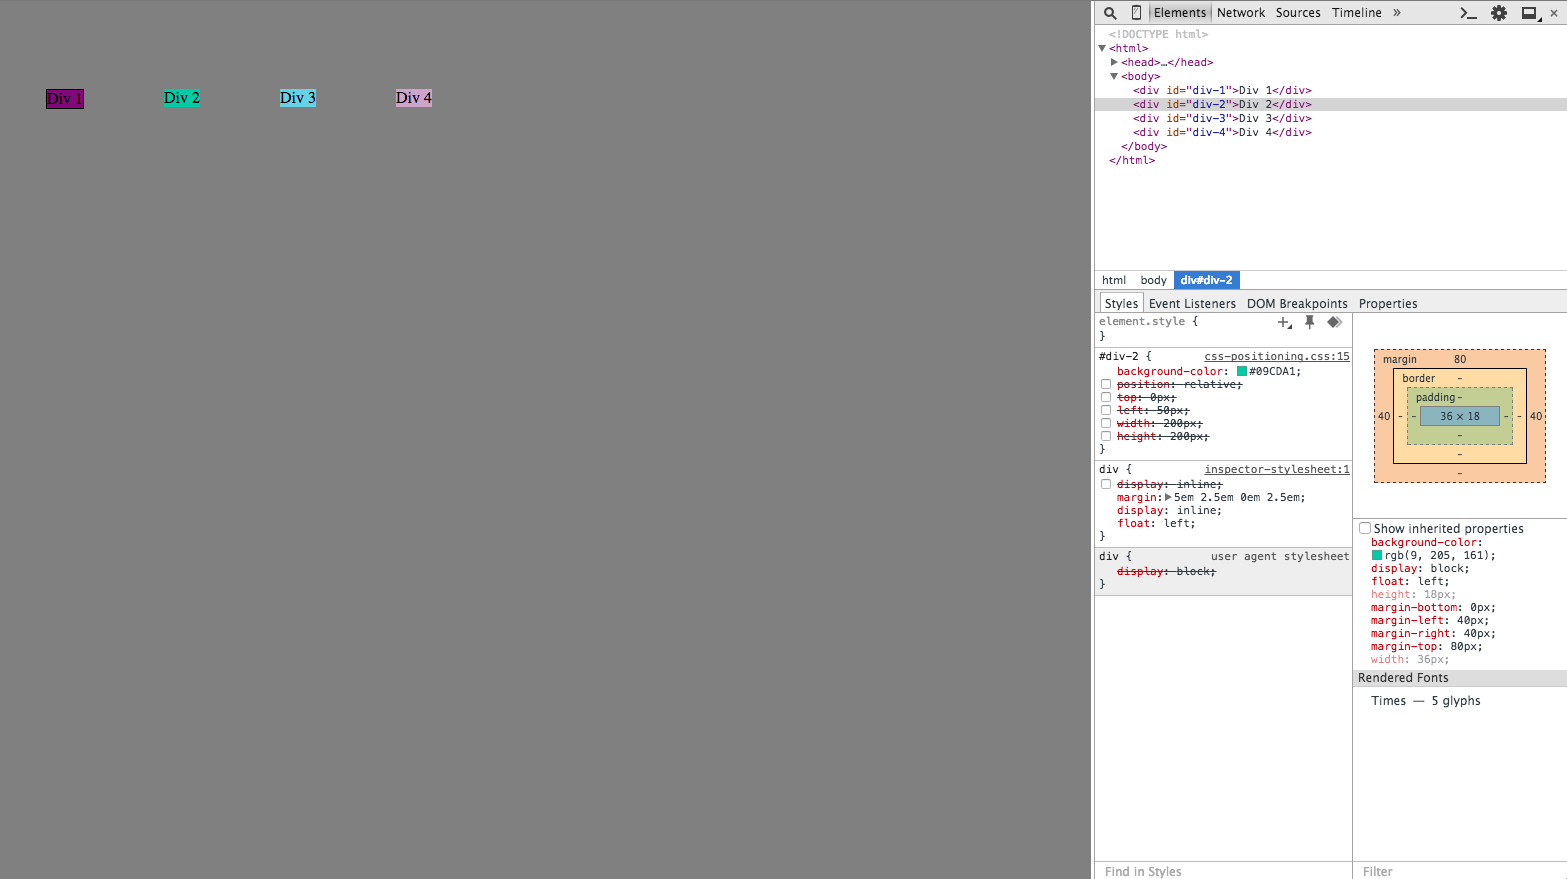 Div 1 Div 2 Div 3 Div 4
Elements Network Sources Timeline »
<!DOCTYPE html>
<html>
<head>…</head>
<body>
<div id="div-1">Div 1</div>
<div id="div-2">Div 2</div>
<div id="div-3">Div 3</div>
<div id="div-4">Div 4</div>
</body>
</html>
html body div#div-2
Styles Event Listeners DOM Breakpoints Properties
element.style {
}
#div-2 { css-positioning.css:15
background-color: #09CDA1;
position: relative;
top: 0px;
left: 50px;
width: 200px;
height: 200px;
}
div { inspector-stylesheet:1
display: inline;
margin: 5em 2.5em 0em 2.5em;
display: inline;
float: left;
}
div { user agent stylesheet
display: block;
}
Find in Styles
margin 80
border -
padding -
40 - - 36 × 18 - - 40
-
-
-
Show inherited properties
background-color:
rgb(9, 205, 161);
display: block;
float: left;
height: 18px;
margin-bottom: 0px;
margin-left: 40px;
margin-right: 40px;
margin-top: 80px;
width: 36px;
Rendered Fonts
Times — 5 glyphs
Filter